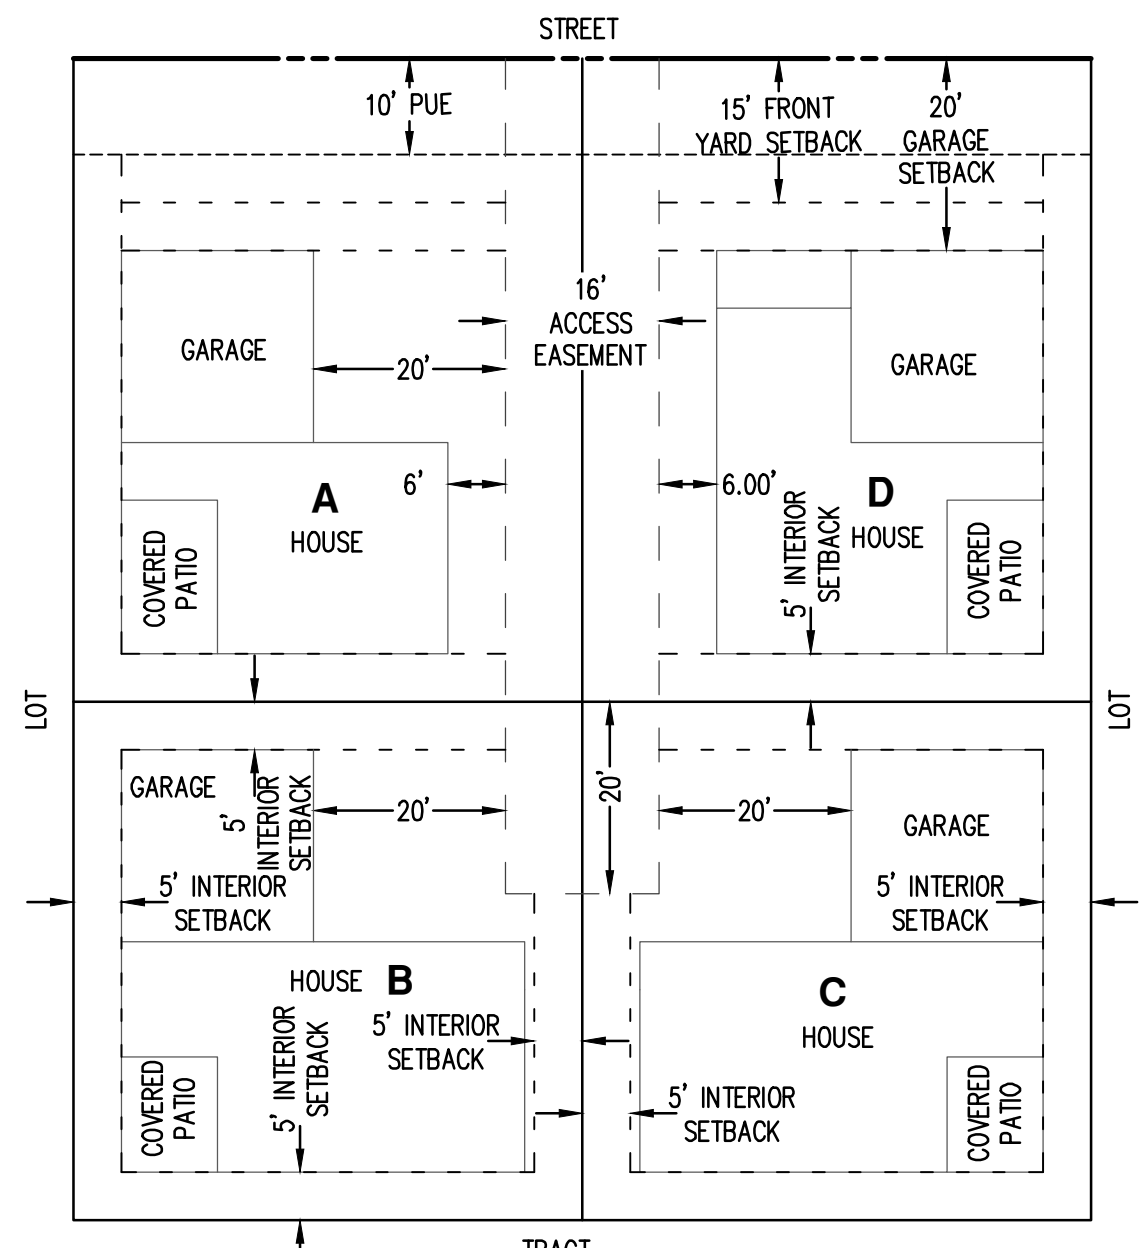 STREET
10' PUE
15' FRONT
YARD SETBACK
20'
GARAGE
SETBACK
16'
ACCESS
EASEMENT
GARAGE
20'
GARAGE
6'
6.00'
A
HOUSE
D
HOUSE
5' INTERIOR
SETBACK
COVERED
PATIO
COVERED
PATIO
LOT
LOT
GARAGE
5'
INTERIOR
SETBACK
20'
20'
20'
GARAGE
5' INTERIOR
SETBACK
5' INTERIOR
SETBACK
HOUSE B
C
HOUSE
5' INTERIOR
SETBACK
5' INTERIOR
SETBACK
5' INTERIOR
SETBACK
COVERED
PATIO
COVERED
PATIO
TRACT